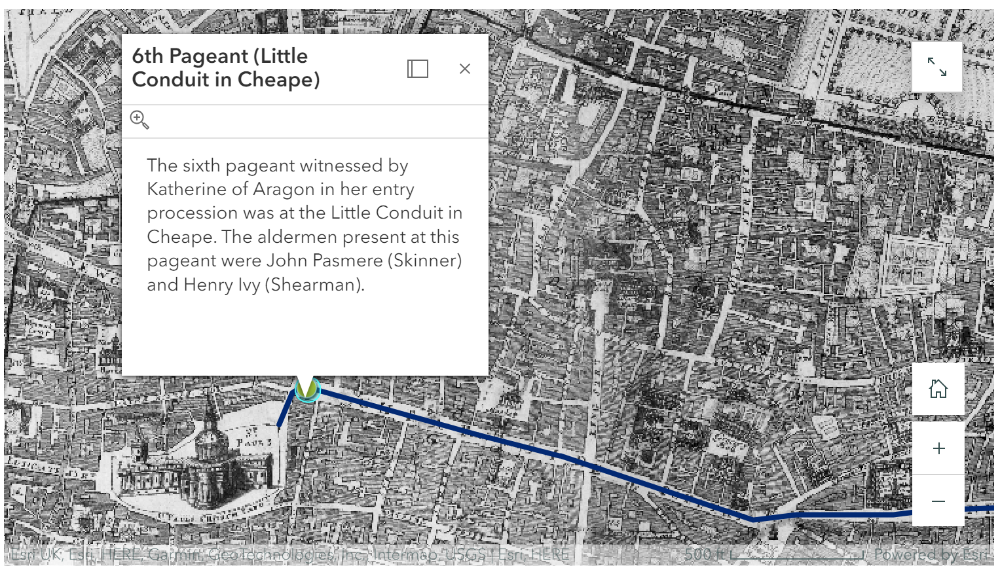 6th Pageant (Little
Conduit in Cheape)
The sixth pageant witnessed by
Katherine of Aragon in her entry
procession was at the Little Conduit in
Cheape. The aldermen present at this
pageant were John Pasmere (Skinner)
and Henry Ivy (Shearman).
ST
PAULS
Esri UK, Esri, HERE, Garmin, GeoTechnologies, Inc., Intermap, USGS | Esri, HERE
500 ft
Powered by Esri